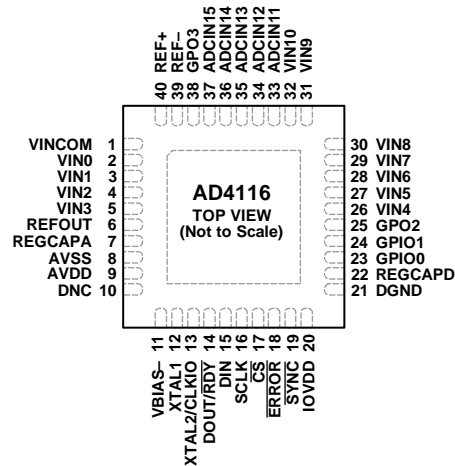 40 REF+
39 REF–
38 GPO3
37 ADCIN15
36 ADCIN14
35 ADCIN13
34 ADCIN12
33 ADCIN11
32 VIN10
31 VIN9
VINCOM 1
VIN0 2
VIN1 3
VIN2 4
VIN3 5
REFOUT 6
REGCAPA 7
AVSS 8
AVDD 9
DNC 10
AD4116
TOP VIEW
(Not to Scale)
30 VIN8
29 VIN7
28 VIN6
27 VIN5
26 VIN4
25 GPO2
24 GPIO1
23 GPIO0
22 REGCAPD
21 DGND
VBIAS– 11
XTAL1 12
XTAL2/CLKIO 13
DOUT/RDY 14
DIN 15
SCLK 16
CS 17
ERROR 18
SYNC 19
IOVDD 20